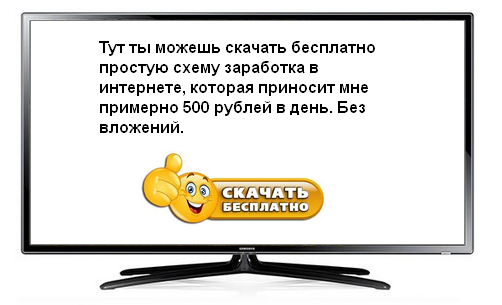 Тут ты можешь скачать бесплатно
простую схему заработка в
интернете, которая приносит мне
примерно 500 рублей в день. Без
вложений.
СКАЧАТЬ
БЕСПЛАТНО
SAMSUNG